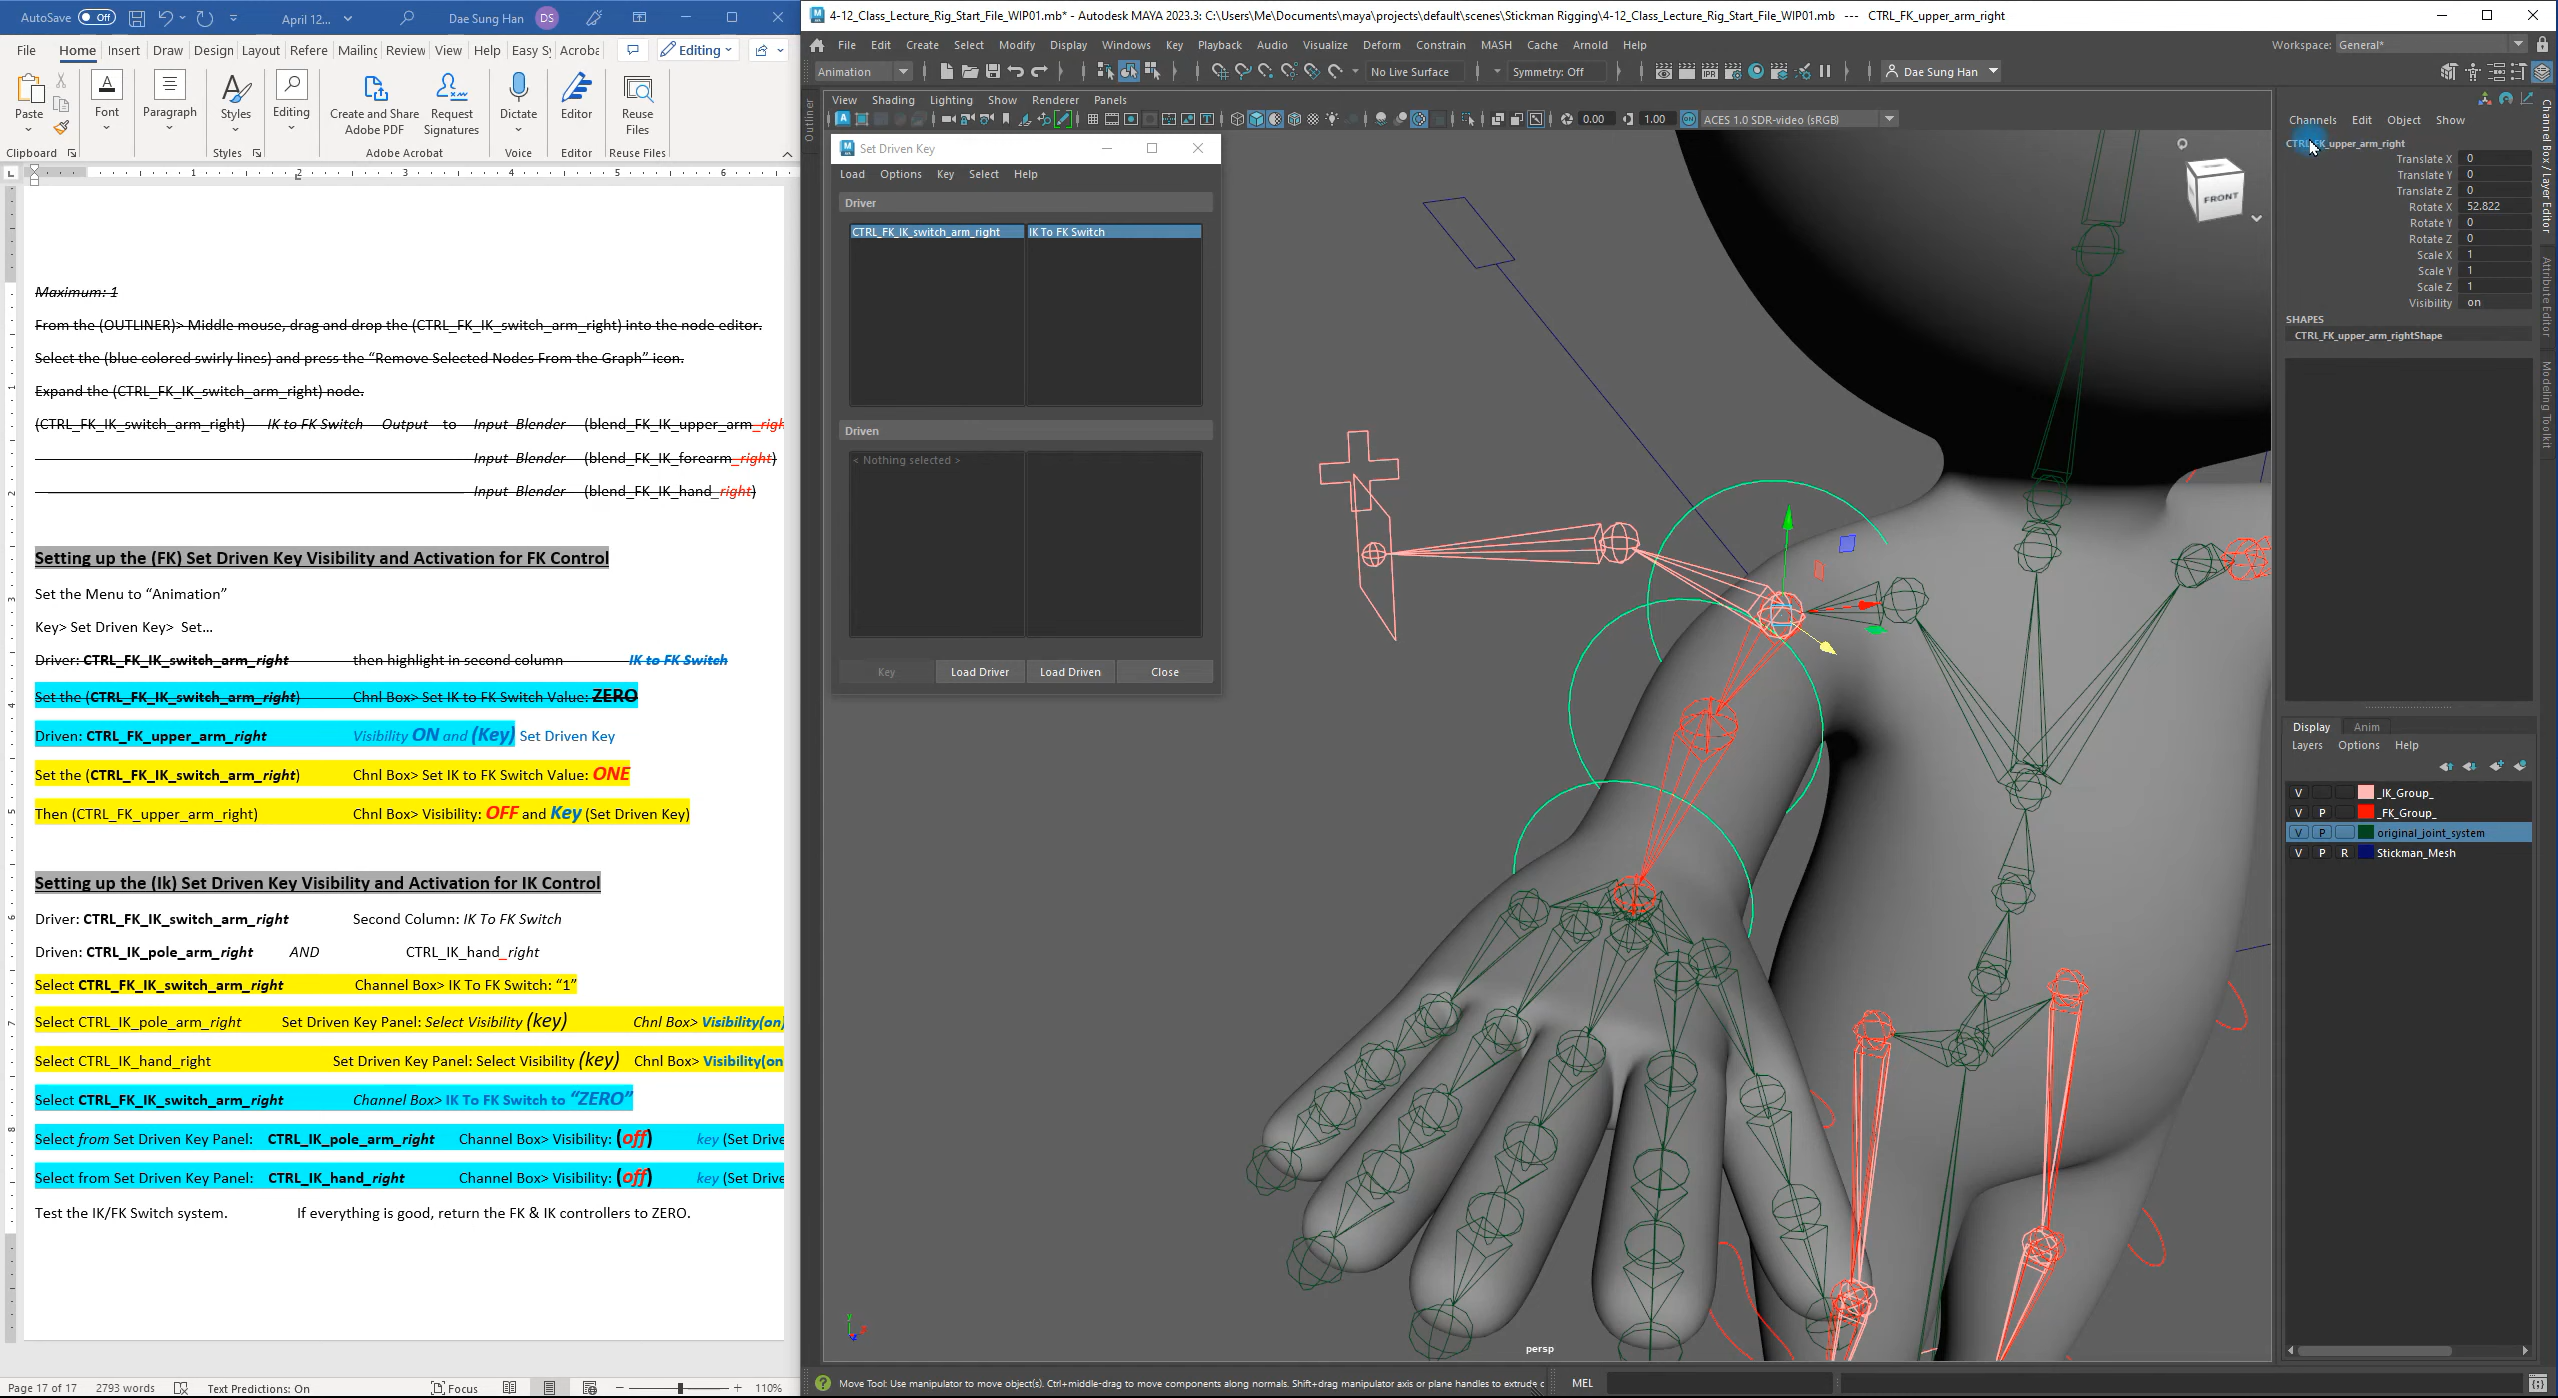 AutoSave Off April 12... Dae Sung Han DS
File Home Insert Draw Design Layout Refere Mailing Review View Help Easy Sy Acroba Editing
Paste Font Paragraph Styles Editing Create and Share Adobe PDF Request Signatures Dictate Editor Reuse Files
Clipboard Styles Adobe Acrobat Voice Editor Reuse Files
1 2 3 4 5 6
Maximum: 1
From the (OUTLINER)> Middle mouse, drag and drop the (CTRL_FK_IK_switch_arm_right) into the node editor.
Select the (blue colored swirly lines) and press the “Remove Selected Nodes From the Graph” icon.
Expand the (CTRL_FK_IK_switch_arm_right) node.
(CTRL_FK_IK_switch_arm_right) IK to FK Switch Output to Input Blender (blend_FK_IK_upper_arm_righ
Input Blender (blend_FK_IK_forearm_right)
Input Blender (blend_FK_IK_hand_right)
Setting up the (FK) Set Driven Key Visibility and Activation for FK Control
Set the Menu to “Animation”
Key> Set Driven Key> Set...
Driver: CTRL_FK_IK_switch_arm_right then highlight in second column IK to FK Switch
Set the (CTRL_FK_IK_switch_arm_right) Chnl Box> Set IK to FK Switch Value: ZERO
Driven: CTRL_FK_upper_arm_right Visibility ON and (Key) Set Driven Key
Set the (CTRL_FK_IK_switch_arm_right) Chnl Box> Set IK to FK Switch Value: ONE
Then (CTRL_FK_upper_arm_right) Chnl Box> Visibility: OFF and Key (Set Driven Key)
Setting up the (Ik) Set Driven Key Visibility and Activation for IK Control
Driver: CTRL_FK_IK_switch_arm_right Second Column: IK To FK Switch
Driven: CTRL_IK_pole_arm_right AND CTRL_IK_hand_right
Select CTRL_FK_IK_switch_arm_right Channel Box> IK To FK Switch: “1”
Select CTRL_IK_pole_arm_right Set Driven Key Panel: Select Visibility (key) Chnl Box> Visibility(on)
Select CTRL_IK_hand_right Set Driven Key Panel: Select Visibility (key) Chnl Box> Visibility(on
Select CTRL_FK_IK_switch_arm_right Channel Box> IK To FK Switch to “ZERO”
Select from Set Driven Key Panel: CTRL_IK_pole_arm_right Channel Box> Visibility: (off) key (Set Drive
Select from Set Driven Key Panel: CTRL_IK_hand_right Channel Box> Visibility: (off) key (Set Drive
Test the IK/FK Switch system. If everything is good, return the FK & IK controllers to ZERO.
Page 17 of 17 2793 words Text Predictions: On Focus 110%
4-12_Class_Lecture_Rig_Start_File_WIP01.mb* - Autodesk MAYA 2023.3: C:\Users\Me\Documents\maya\projects\default\scenes\Stickman Rigging\4-12_Class_Lecture_Rig_Start_File_WIP01.mb --- CTRL_FK_upper_arm_right
File Edit Create Select Modify Display Windows Key Playback Audio Visualize Deform Constrain MASH Cache Arnold Help Workspace: General*
Animation No Live Surface Symmetry: Off IPR Dae Sung Han
View Shading Lighting Show Renderer Panels
0.00 1.00 ACES 1.0 SDR-video (sRGB)
Outliner
Set Driven Key
Load Options Key Select Help
Driver
CTRL_FK_IK_switch_arm_right IK To FK Switch
Driven
< Nothing selected >
Key Load Driver Load Driven Close
FRONT
persp
Channels Edit Object Show
Translate X 0
Translate Y 0
Translate Z 0
Rotate X 52.822
Rotate Y 0
Rotate Z 0
Scale X 1
Scale Y 1
Scale Z 1
Visibility on
SHAPES
CTRL_FK_upper_arm_rightShape
Channel Box / Layer Editor
Attribute Editor
Modeling Toolkit
Display Anim
Layers Options Help
V _IK_Group_
V P _FK_Group_
V P original_joint_system
V P R Stickman_Mesh
Move Tool: Use manipulator to move object(s). Ctrl+middle-drag to move components along normals. Shift+drag manipulator axis or plane handles to extrude c MEL